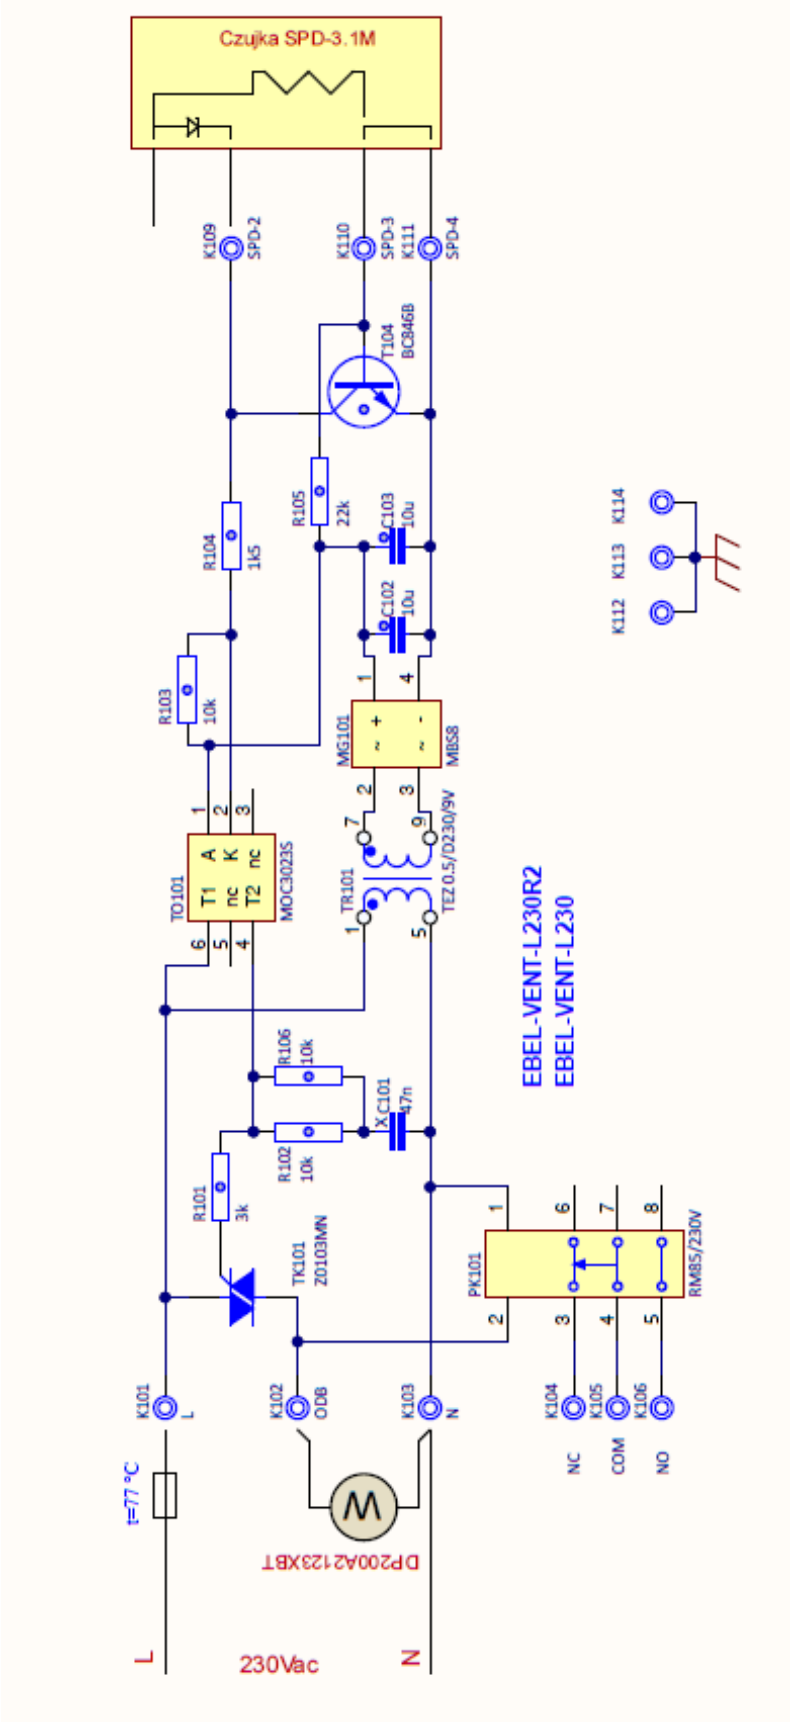 Czujka SPD-3.1M
K109
SPD-2
K110
SPD-3
K111
SPD-4
T104
BC846B
R104
1k5
R105
22k
C103
10u
C102
10u
K114
K113
K112
R103
10k
1
2
3
A
K
nc
T1
nc
T2
TO101
MOC3023S
6
5
4
MG101
MBS8
1
4
~ +
~ -
2
3
7
9
TR101
TEZ 0.5/D230/9V
1
5
R106
10k
R102
10k
XC101
47n
R101
3k
TK101
Z0103MN
EBEL-VENT-L230R2
EBEL-VENT-L230
PK101
RM85/230V
1
6
7
8
2
3
4
5
K101
L
K102
ODB
K103
N
K104
NC
K105
COM
K106
NO
t=77 °C
M
DP200A2123XBT
L
230Vac
N